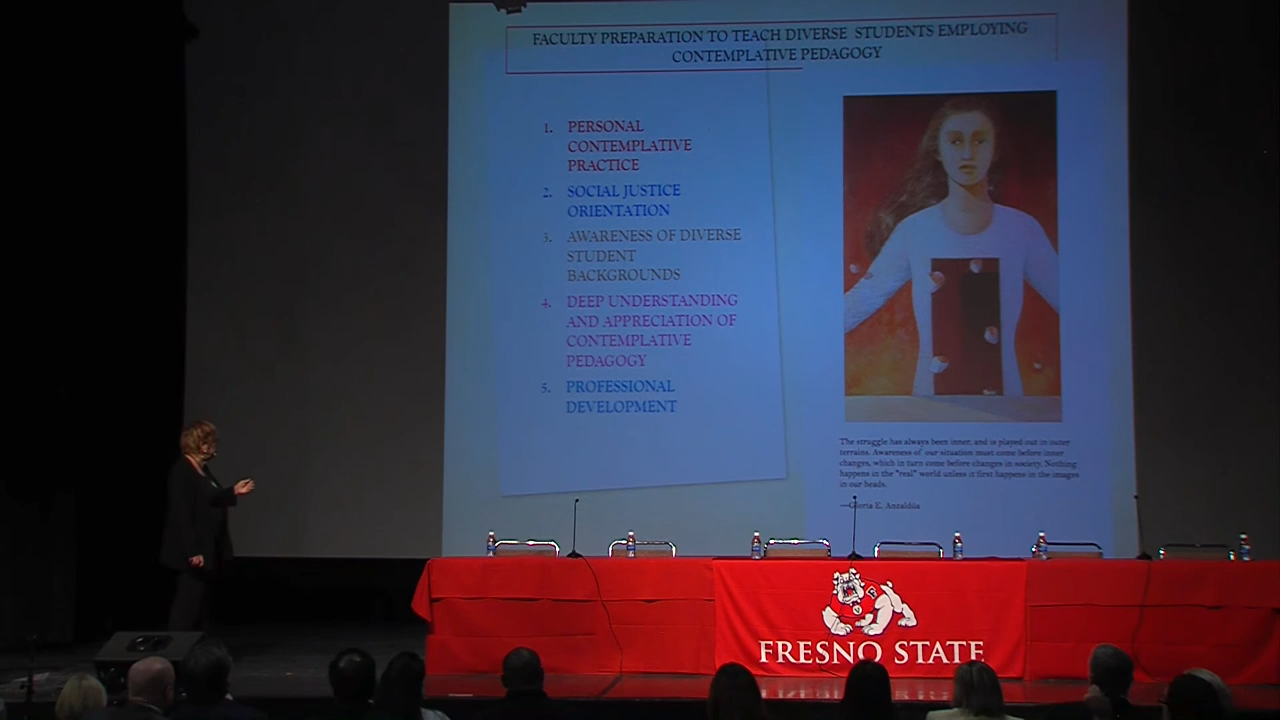 FACULTY PREPARATION TO TEACH DIVERSE STUDENTS EMPLOYING
CONTEMPLATIVE PEDAGOGY
1. PERSONAL
CONTEMPLATIVE
PRACTICE
2. SOCIAL JUSTICE
ORIENTATION
3. AWARENESS OF DIVERSE
STUDENT
BACKGROUNDS
4. DEEP UNDERSTANDING
AND APPRECIATION OF
CONTEMPLATIVE
PEDAGOGY
5. PROFESSIONAL
DEVELOPMENT
The struggle has always been inner, and is played out in outer
terrains. Awareness of our situation must come before inner
changes, which in turn come before changes in society. Nothing
happens in the "real" world unless it first happens in the images
in our heads.
—Gloria E. Anzaldúa
FRESNO STATE